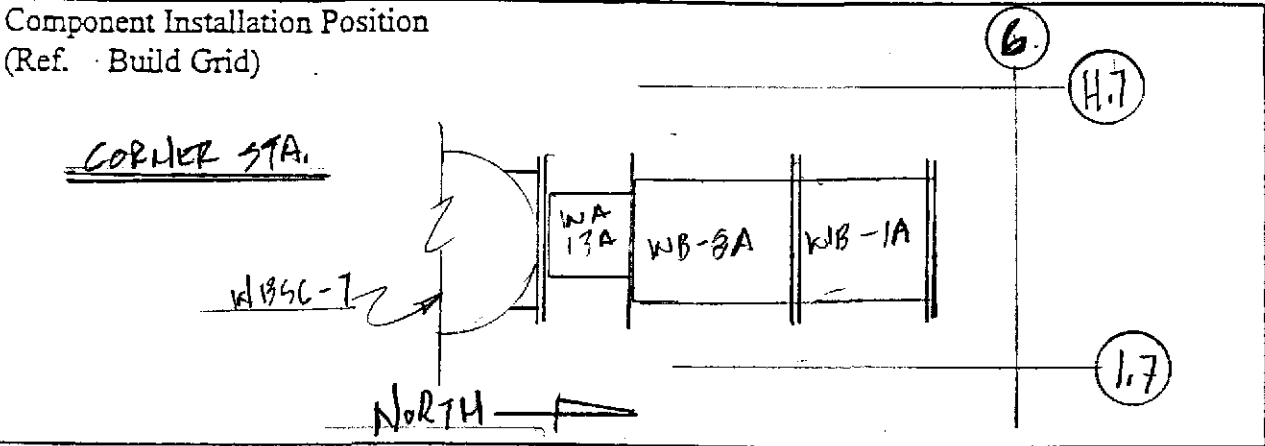 Component Installation Position
(Ref. Build Grid)
6.
H.7
CORNER STA.
WA
13A
WB-3A
WB-1A
WBSC-7
1.7
NORTH